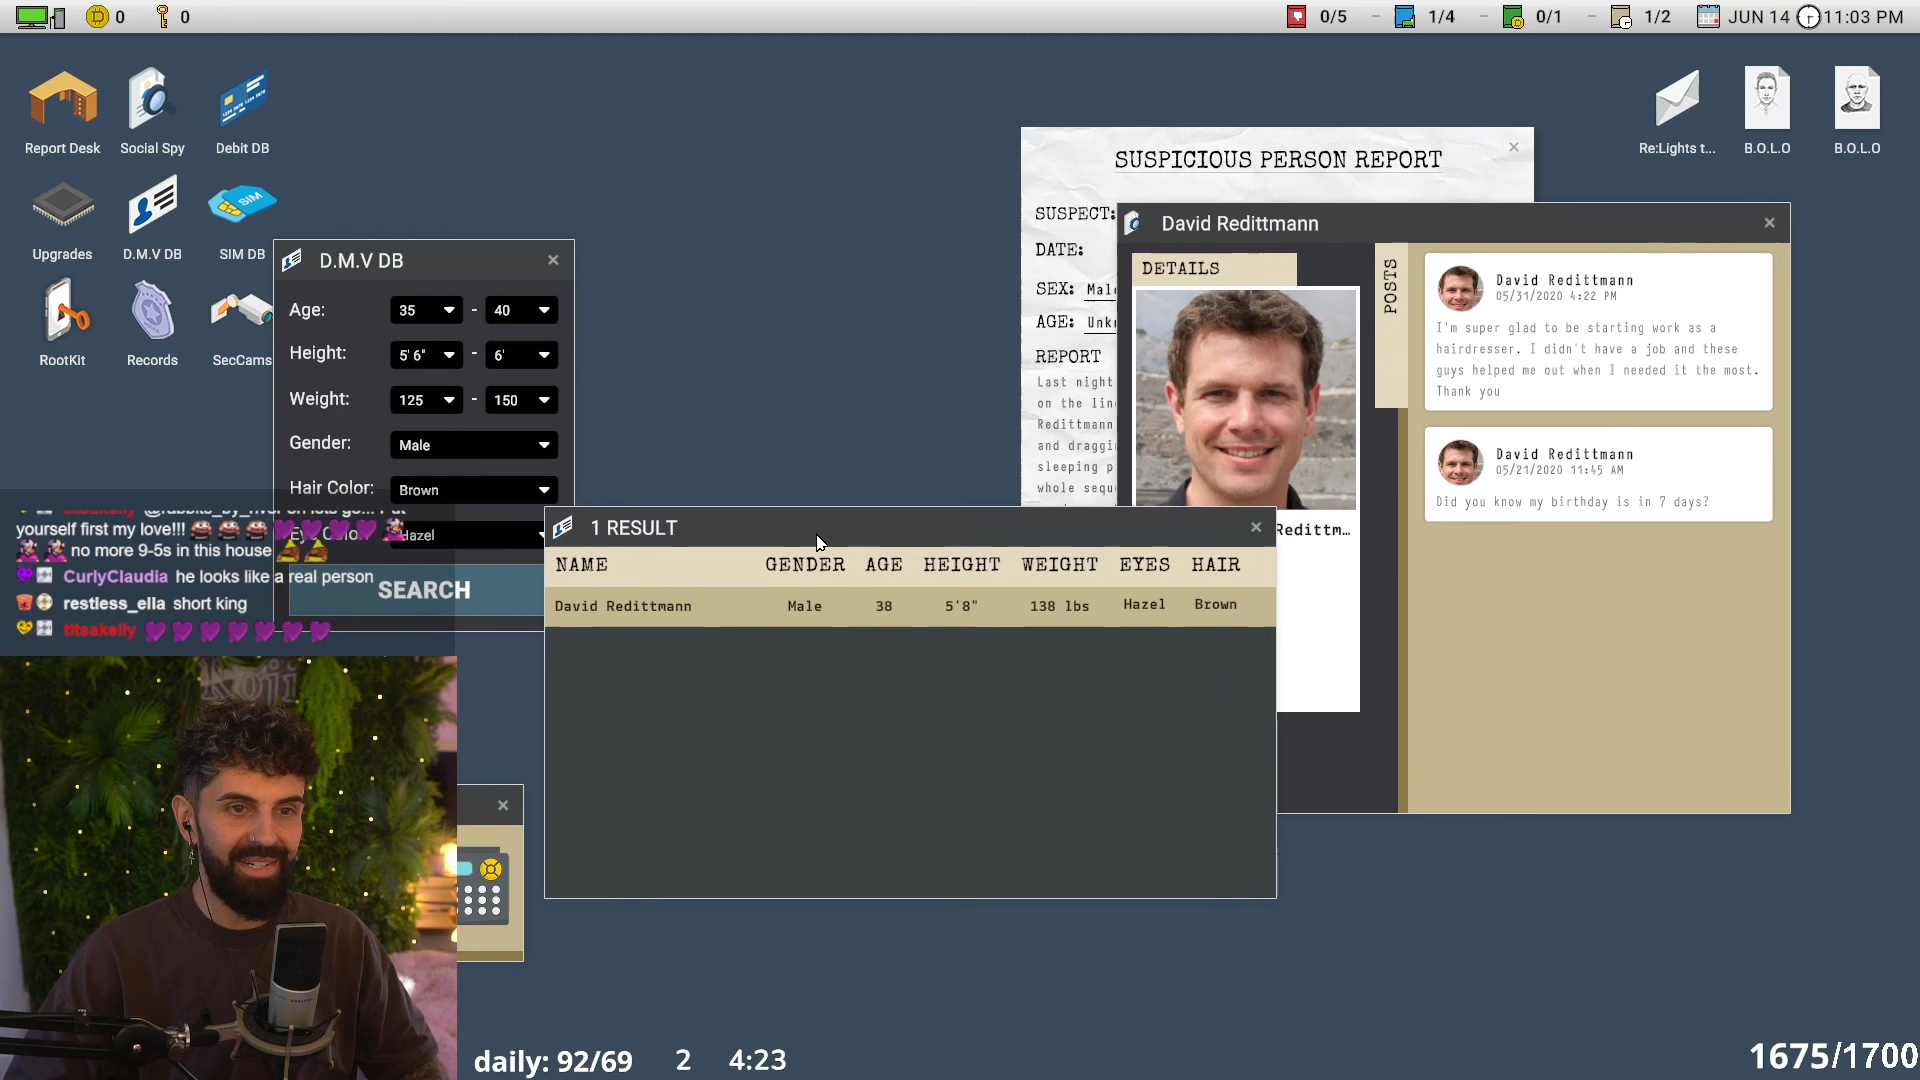 0
0
0/5
-
1/4
-
0/1
-
1/2
JUN 14
11:03 PM
Report Desk
Social Spy
Debit DB
Re:Lights t...
B.O.L.O
B.O.L.O
Upgrades
D.M.V DB
SIM
SIM DB
RootKit
Records
SecCams
SUSPICIOUS PERSON REPORT
SUSPECT:
DATE:
SEX: Male
AGE: Unk
REPORT
Last night
on the lin
Redittmann
and draggi
sleeping p
whole sequ
David Redittmann
DETAILS
Redittm...
POSTS
David Redittmann
05/31/2020 4:22 PM
I'm super glad to be starting work as a
hairdresser. I didn't have a job and these
guys helped me out when I needed it the most.
Thank you
David Redittmann
05/21/2020 11:45 AM
Did you know my birthday is in 7 days?
D.M.V DB
Age: 35 - 40
Height: 5' 6" - 6'
Weight: 125 - 150
Gender: Male
Hair Color: Brown
Hazel
SEARCH
yourself first my love!!!
no more 9-5s in this house
CurlyClaudia he looks like a real person
restless_ella short king
titsakelly
1 RESULT
NAME GENDER AGE HEIGHT WEIGHT EYES HAIR
David Redittmann Male 38 5'8" 138 lbs Hazel Brown
Koji
daily: 92/69 2 4:23
1675/1700